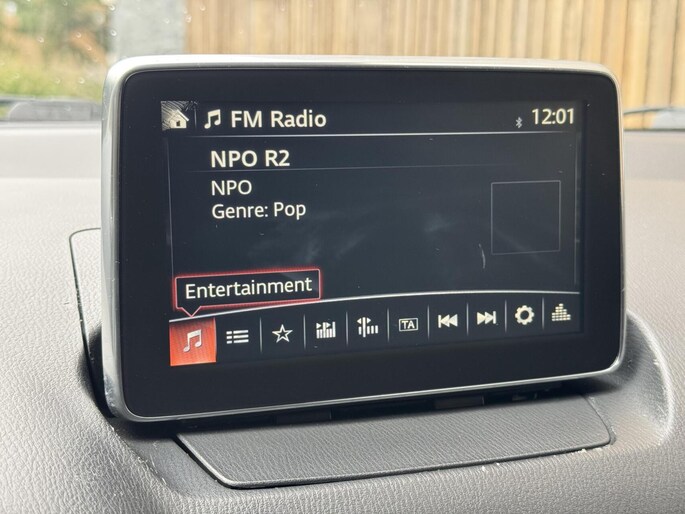 FM Radio
12:01
NPO R2
NPO
Genre: Pop
Entertainment
TA